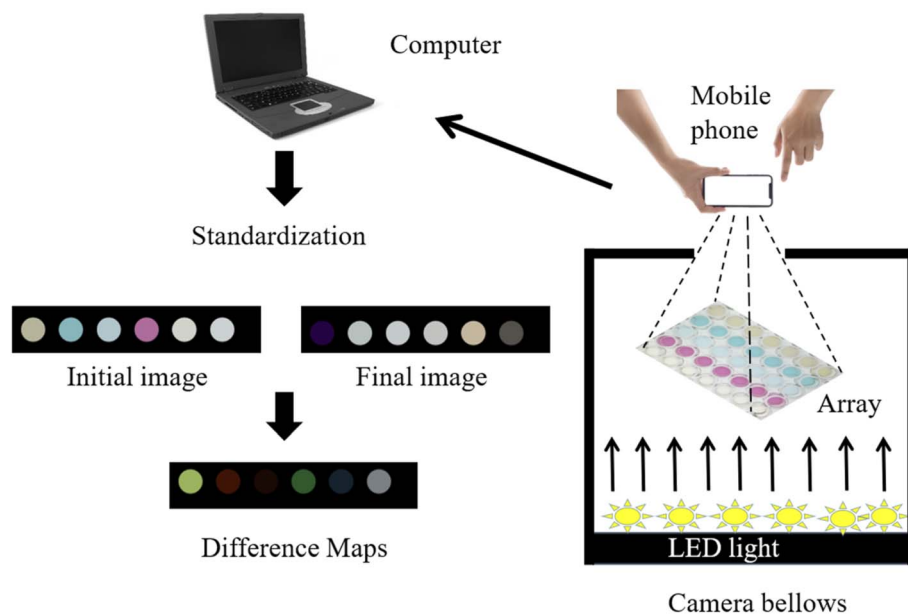 Computer
Mobile
phone
Standardization
Initial image
Final image
Array
Difference Maps
LED light
Camera bellows